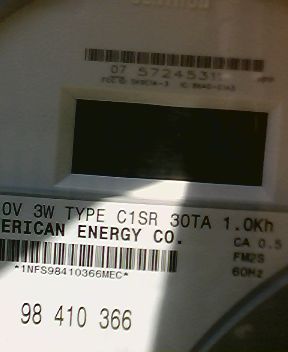 07 57245311
0V 3W TYPE C1SR 30TA 1.0Kh
ERICAN ENERGY CO.
CA 0.5
FM2S
60Hz
*1NFS98410366MEC*
98 410 366